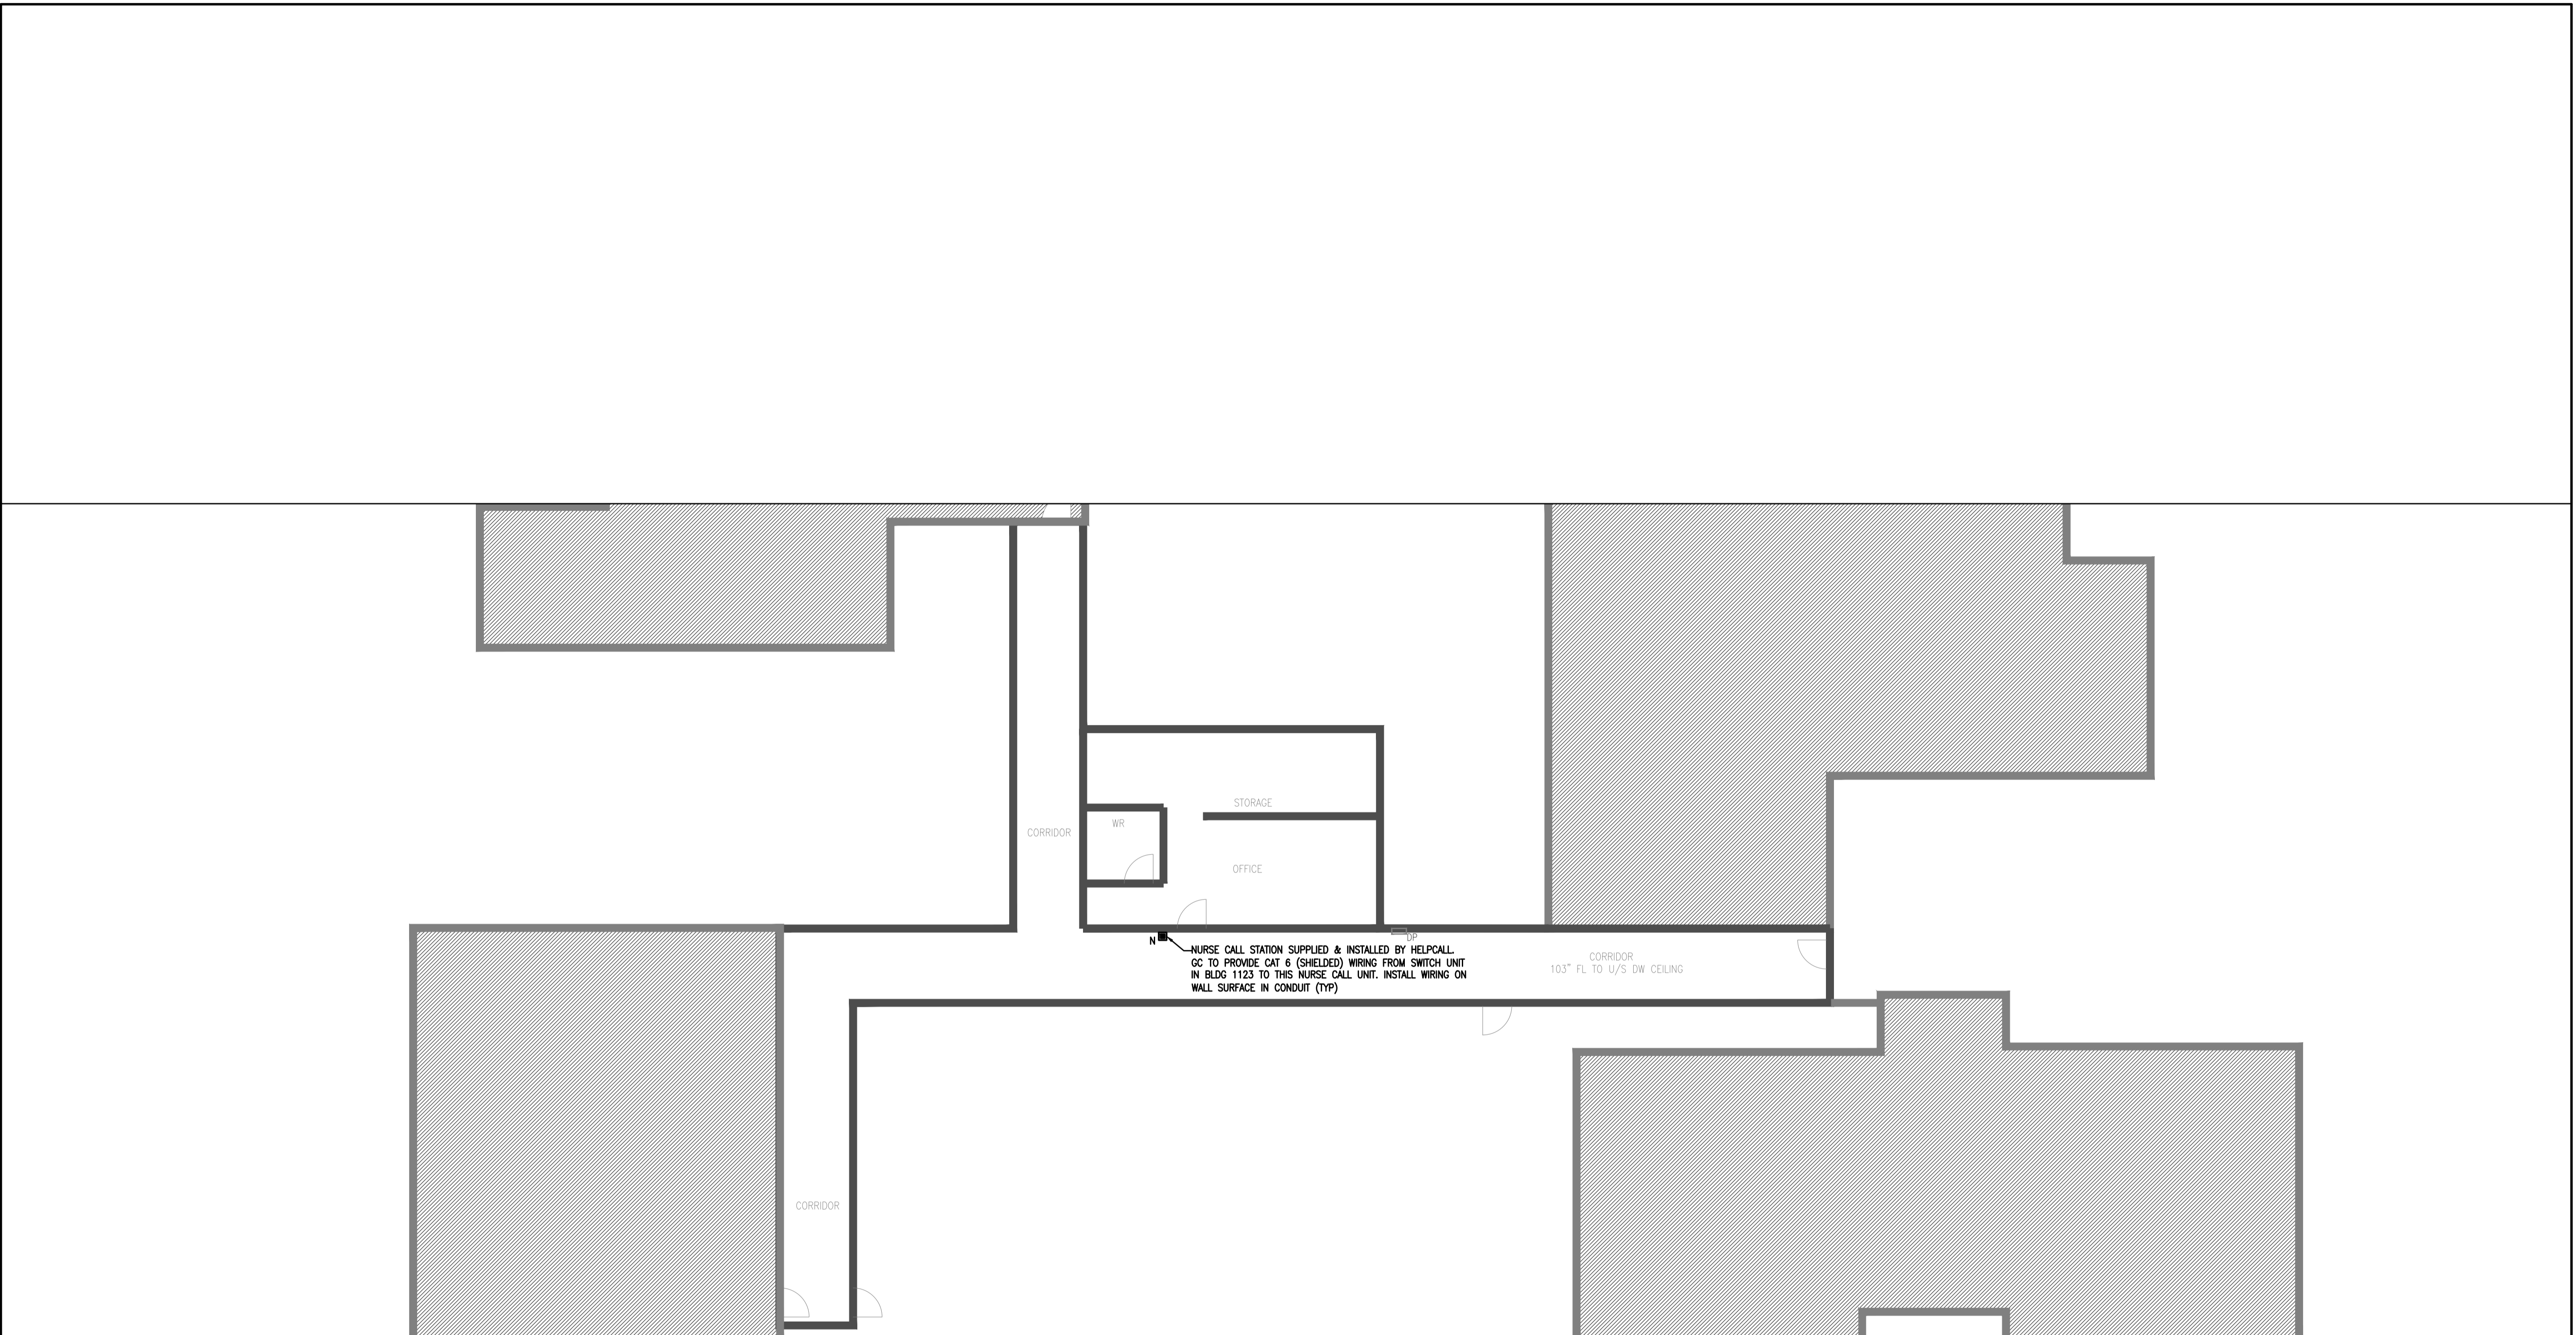 STORAGE
WR
CORRIDOR
OFFICE
N
DP
NURSE CALL STATION SUPPLIED & INSTALLED BY HELPCALL.
GC TO PROVIDE CAT 6 (SHIELDED) WIRING FROM SWITCH UNIT
IN BLDG 1123 TO THIS NURSE CALL UNIT. INSTALL WIRING ON
WALL SURFACE IN CONDUIT (TYP)
CORRIDOR
103" FL TO U/S DW CEILING
CORRIDOR